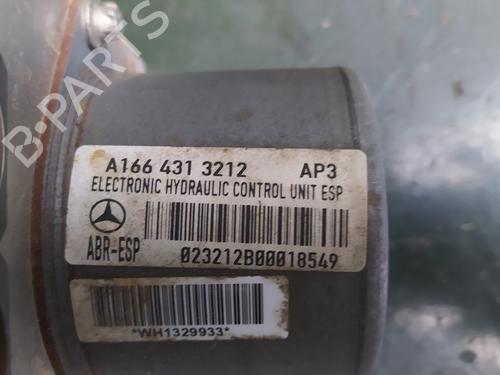 B-PARTS
A166 431 3212 AP3
ELECTRONIC HYDRAULIC CONTROL UNIT ESP
ABR-ESP 023212B00018549
*WH1329933*